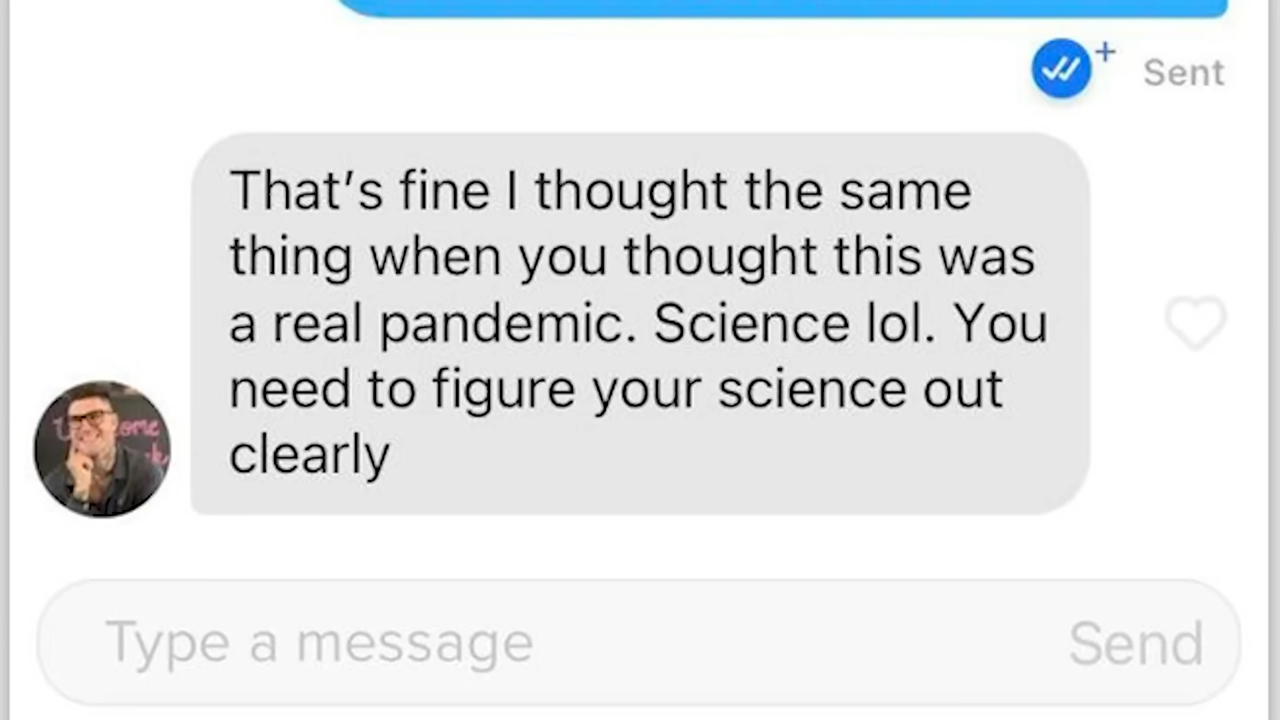 Sent
That’s fine I thought the same
thing when you thought this was
a real pandemic. Science lol. You
need to figure your science out
clearly
Type a message
Send